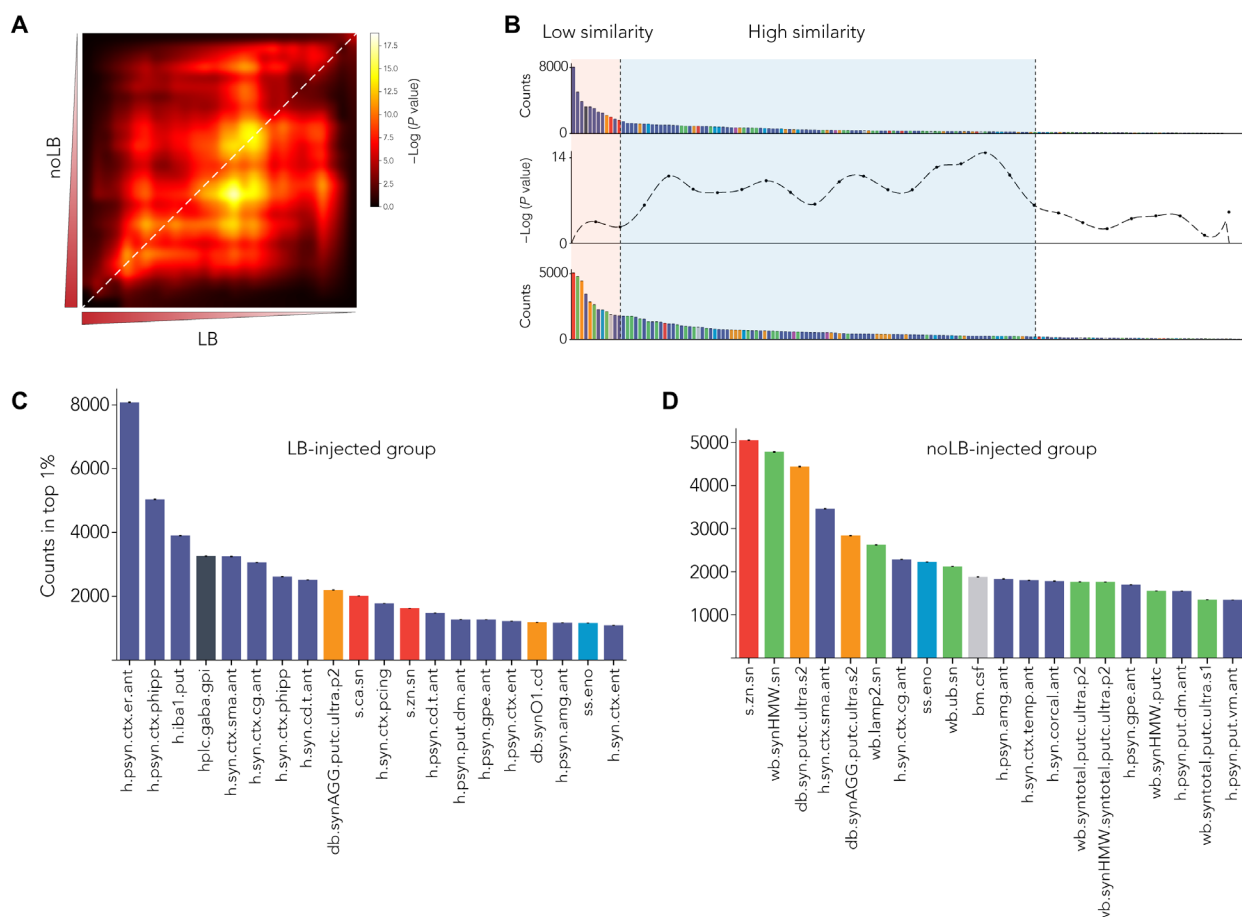 A
noLB
LB
17.5
15.0
12.5
10.0
7.5
5.0
2.5
0.0
−Log (P value)
B
Low similarity
High similarity
8000
0
Counts
14
0
−Log (P value)
5000
0
Counts
C
LB-injected group
Counts in top 1%
8000
6000
4000
2000
h.psyn.ctx.er.ant
h.psyn.ctx.phipp
h.iba1.put
hplc.gaba.gpi
h.syn.ctx.sma.ant
h.syn.ctx.cg.ant
h.syn.ctx.phipp
h.syn.cd.t.ant
db.synAGG.putc.ultra.p2
s.ca.sn
h.syn.ctx.pcing
s.zn.sn
h.psyn.cd.t.ant
h.psyn.put.dm.ant
h.psyn.gpe.ant
h.psyn.ctx.ent
db.synO1.cd
h.psyn.amg.ant
ss.eno
h.syn.ctx.ent
D
noLB-injected group
5000
4000
3000
2000
1000
s.zn.sn
wb.synHMW.sn
db.syn.putc.ultra.s2
h.syn.ctx.sma.ant
db.synAGG.putc.ultra.s2
wb.lamp2.sn
h.syn.ctx.cg.ant
ss.eno
wb.ub.sn
bm.csf
h.psyn.amg.ant
h.syn.ctx.temp.ant
h.syn.corcal.ant
wb.syntotal.putc.ultra.p2
wb.synHMW.syntotal.putc.ultra.p2
h.psyn.gpe.ant
wb.synHMW.putc
h.psyn.put.dm.ant
wb.syntotal.putc.ultra.s1
h.psyn.put.vm.ant